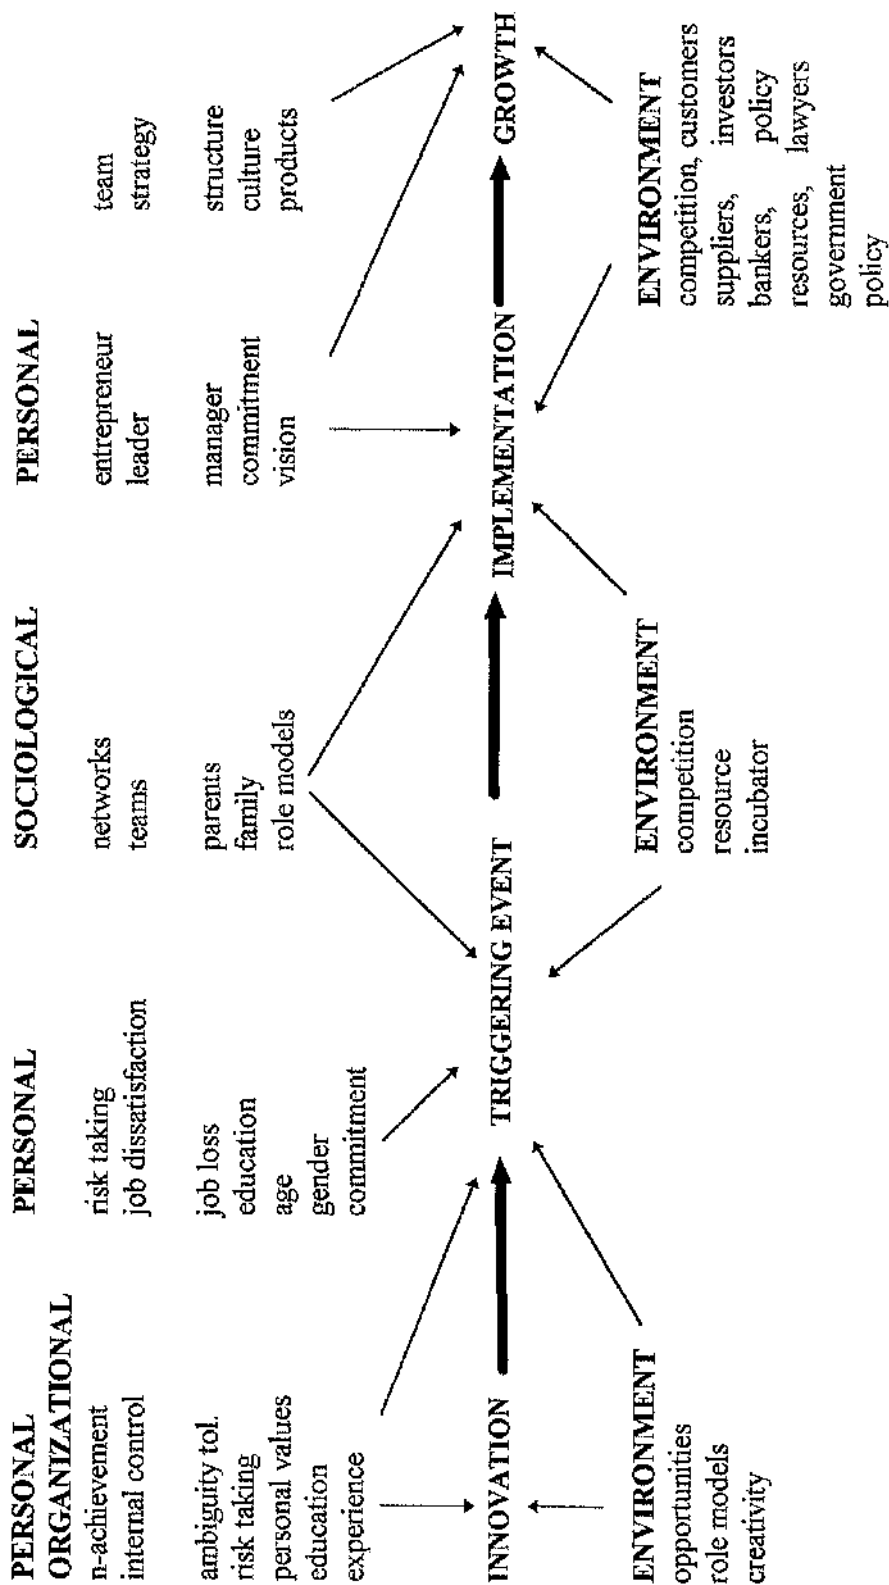 PERSONAL
ORGANIZATIONAL
n-achievement
internal control
ambiguity tol.
risk taking
personal values
education
experience
PERSONAL
risk taking
job dissatisfaction
job loss
education
age
gender
commitment
SOCIOLOGICAL
networks
teams
parents
family
role models
PERSONAL
entrepreneur
leader
manager
commitment
vision
team
strategy
structure
culture
products
INNOVATION
TRIGGERING EVENT
IMPLEMENTATION
GROWTH
ENVIRONMENT
opportunities
role models
creativity
ENVIRONMENT
competition
resource
incubator
ENVIRONMENT
competition, customers
suppliers, investors
bankers, policy
resources, lawyers
government
policy